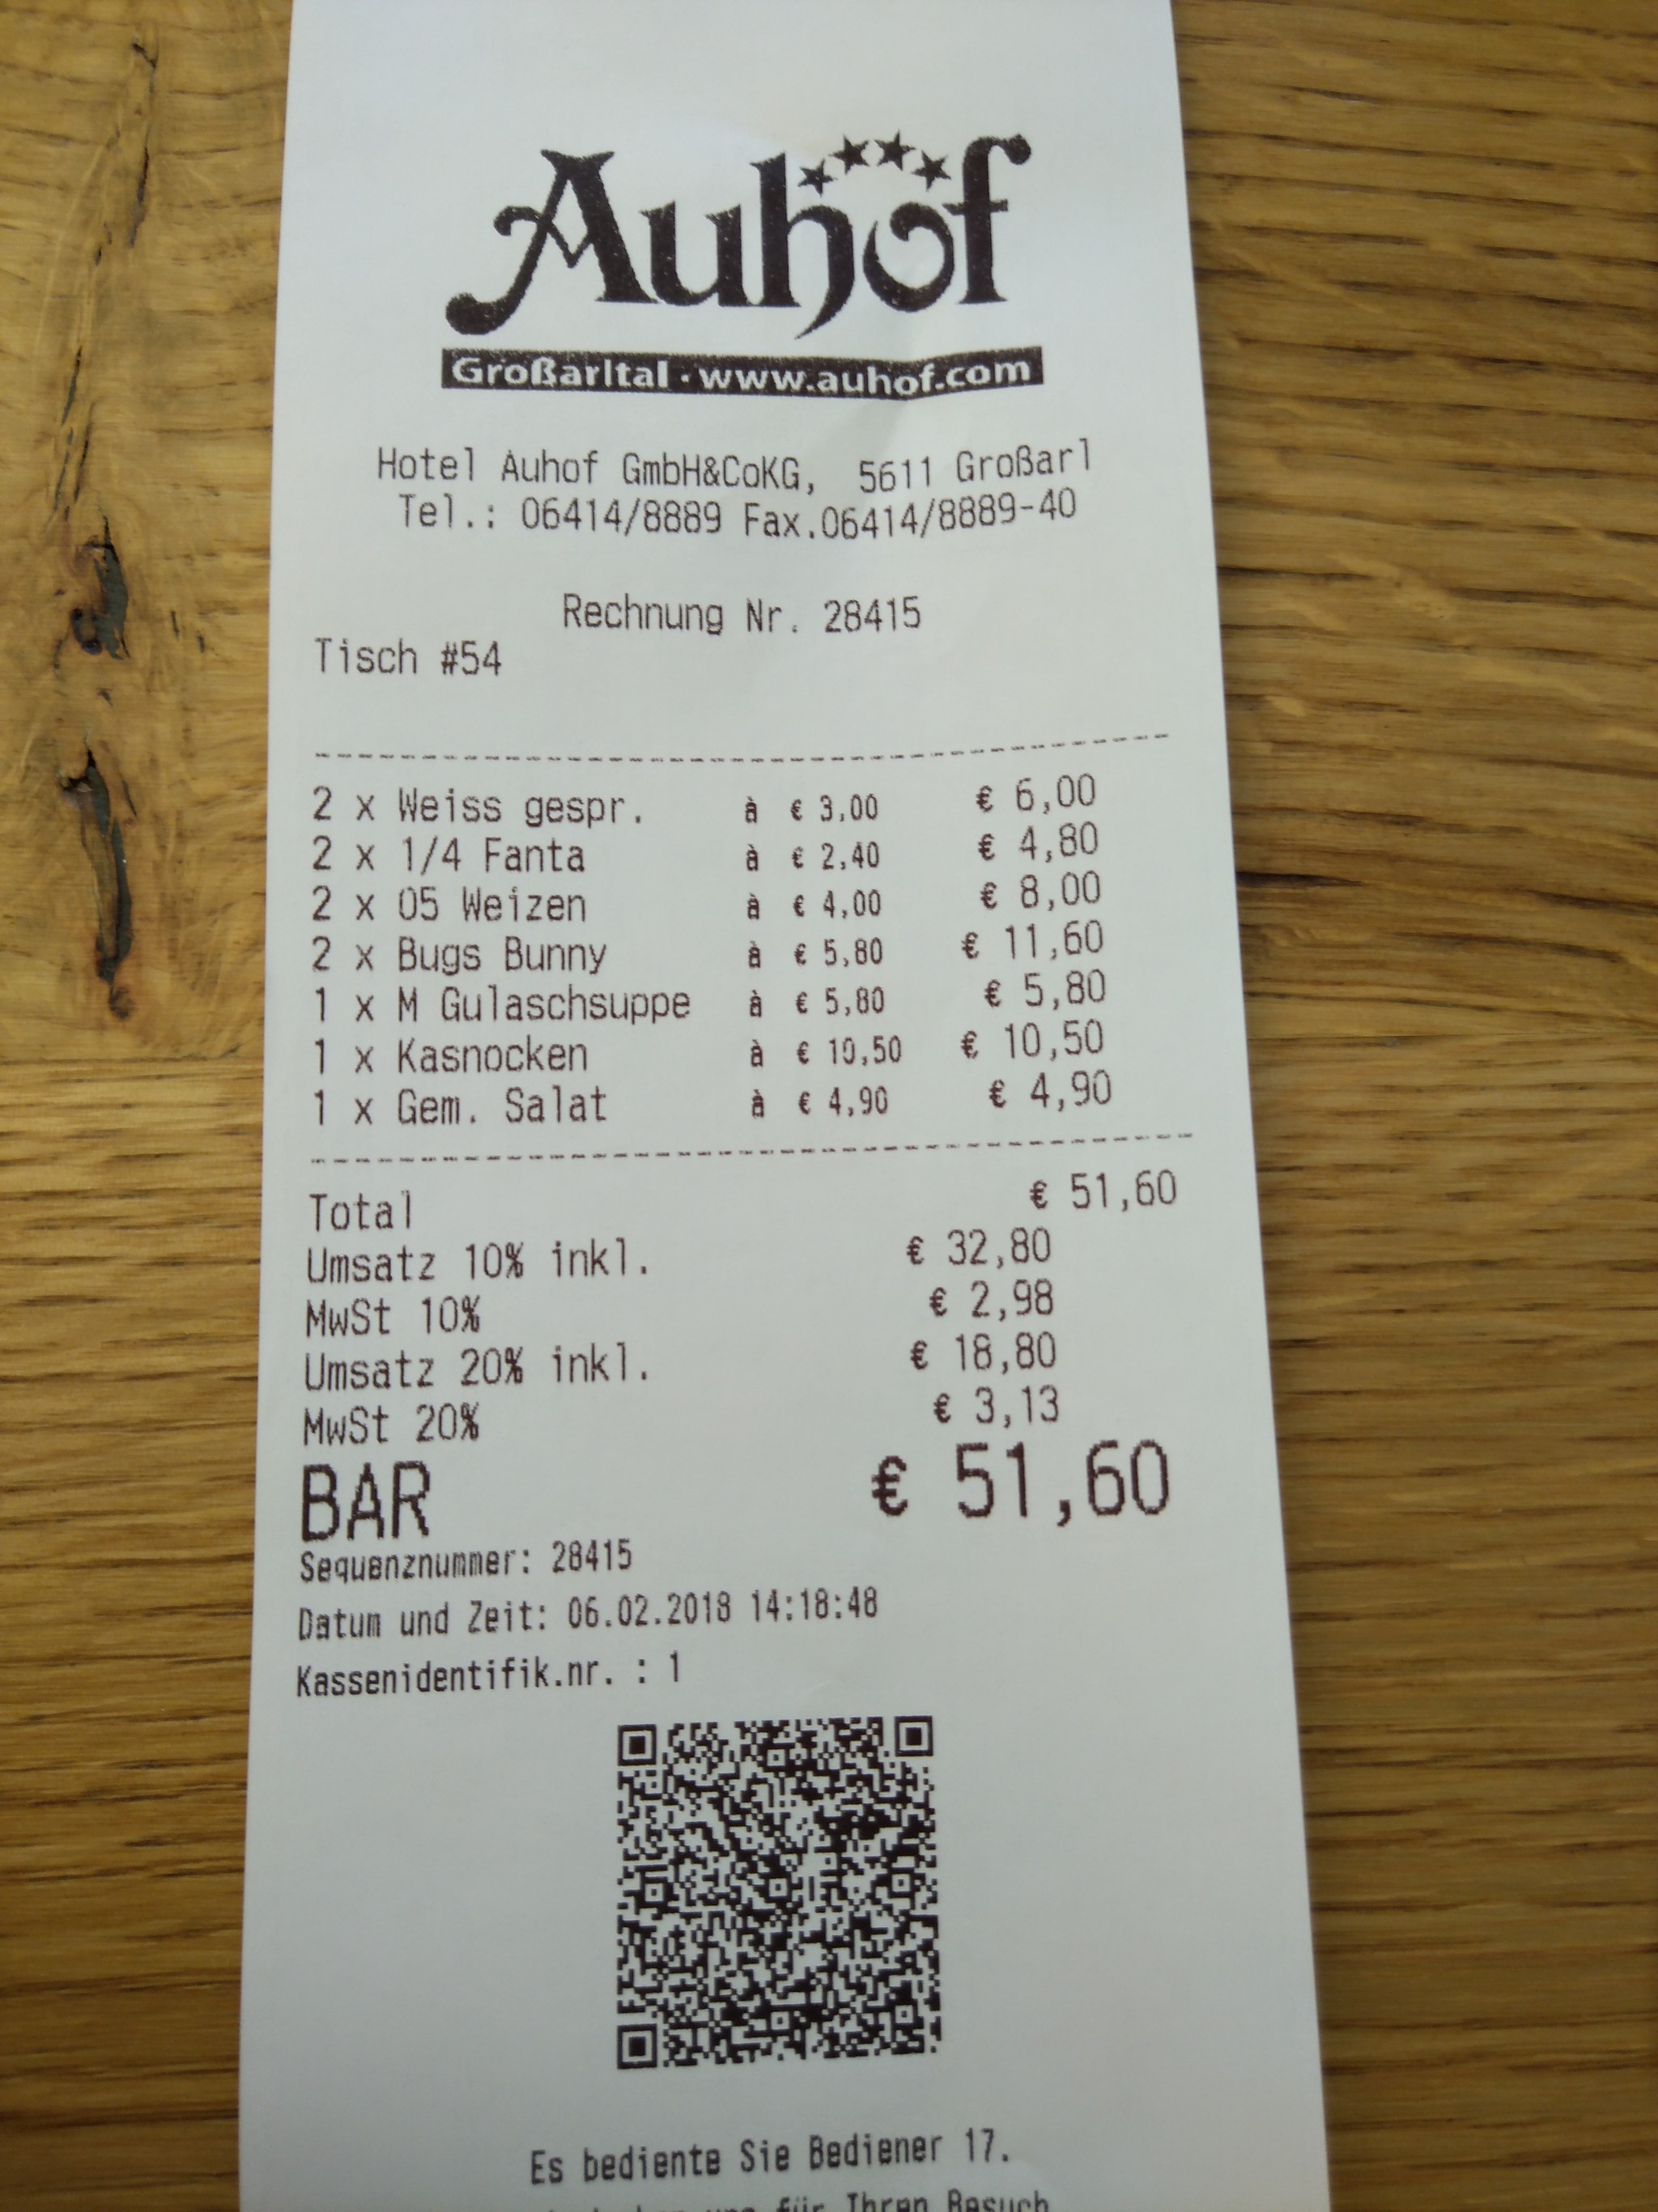 Auhof
Großarltal · www.auhof.com
Hotel Auhof GmbH&CoKG, 5611 Großarl
Tel.: 06414/8889 Fax.06414/8889-40
Rechnung Nr. 28415
Tisch #54
2 x Weiss gespr. à € 3,00 € 6,00
2 x 1/4 Fanta à € 2,40 € 4,80
2 x 05 Weizen à € 4,00 € 8,00
2 x Bugs Bunny à € 5,80 € 11,60
1 x M Gulaschsuppe à € 5,80 € 5,80
1 x Kasnocken à € 10,50 € 10,50
1 x Gem. Salat à € 4,90 € 4,90
Total € 51,60
Umsatz 10% inkl. € 32,80
MwSt 10% € 2,98
Umsatz 20% inkl. € 18,80
MwSt 20% € 3,13
BAR € 51,60
Sequenznummer: 28415
Datum und Zeit: 06.02.2018 14:18:48
Kassenidentifik.nr. : 1
Es bediente Sie Bediener 17.
uns für Ihren Besuch